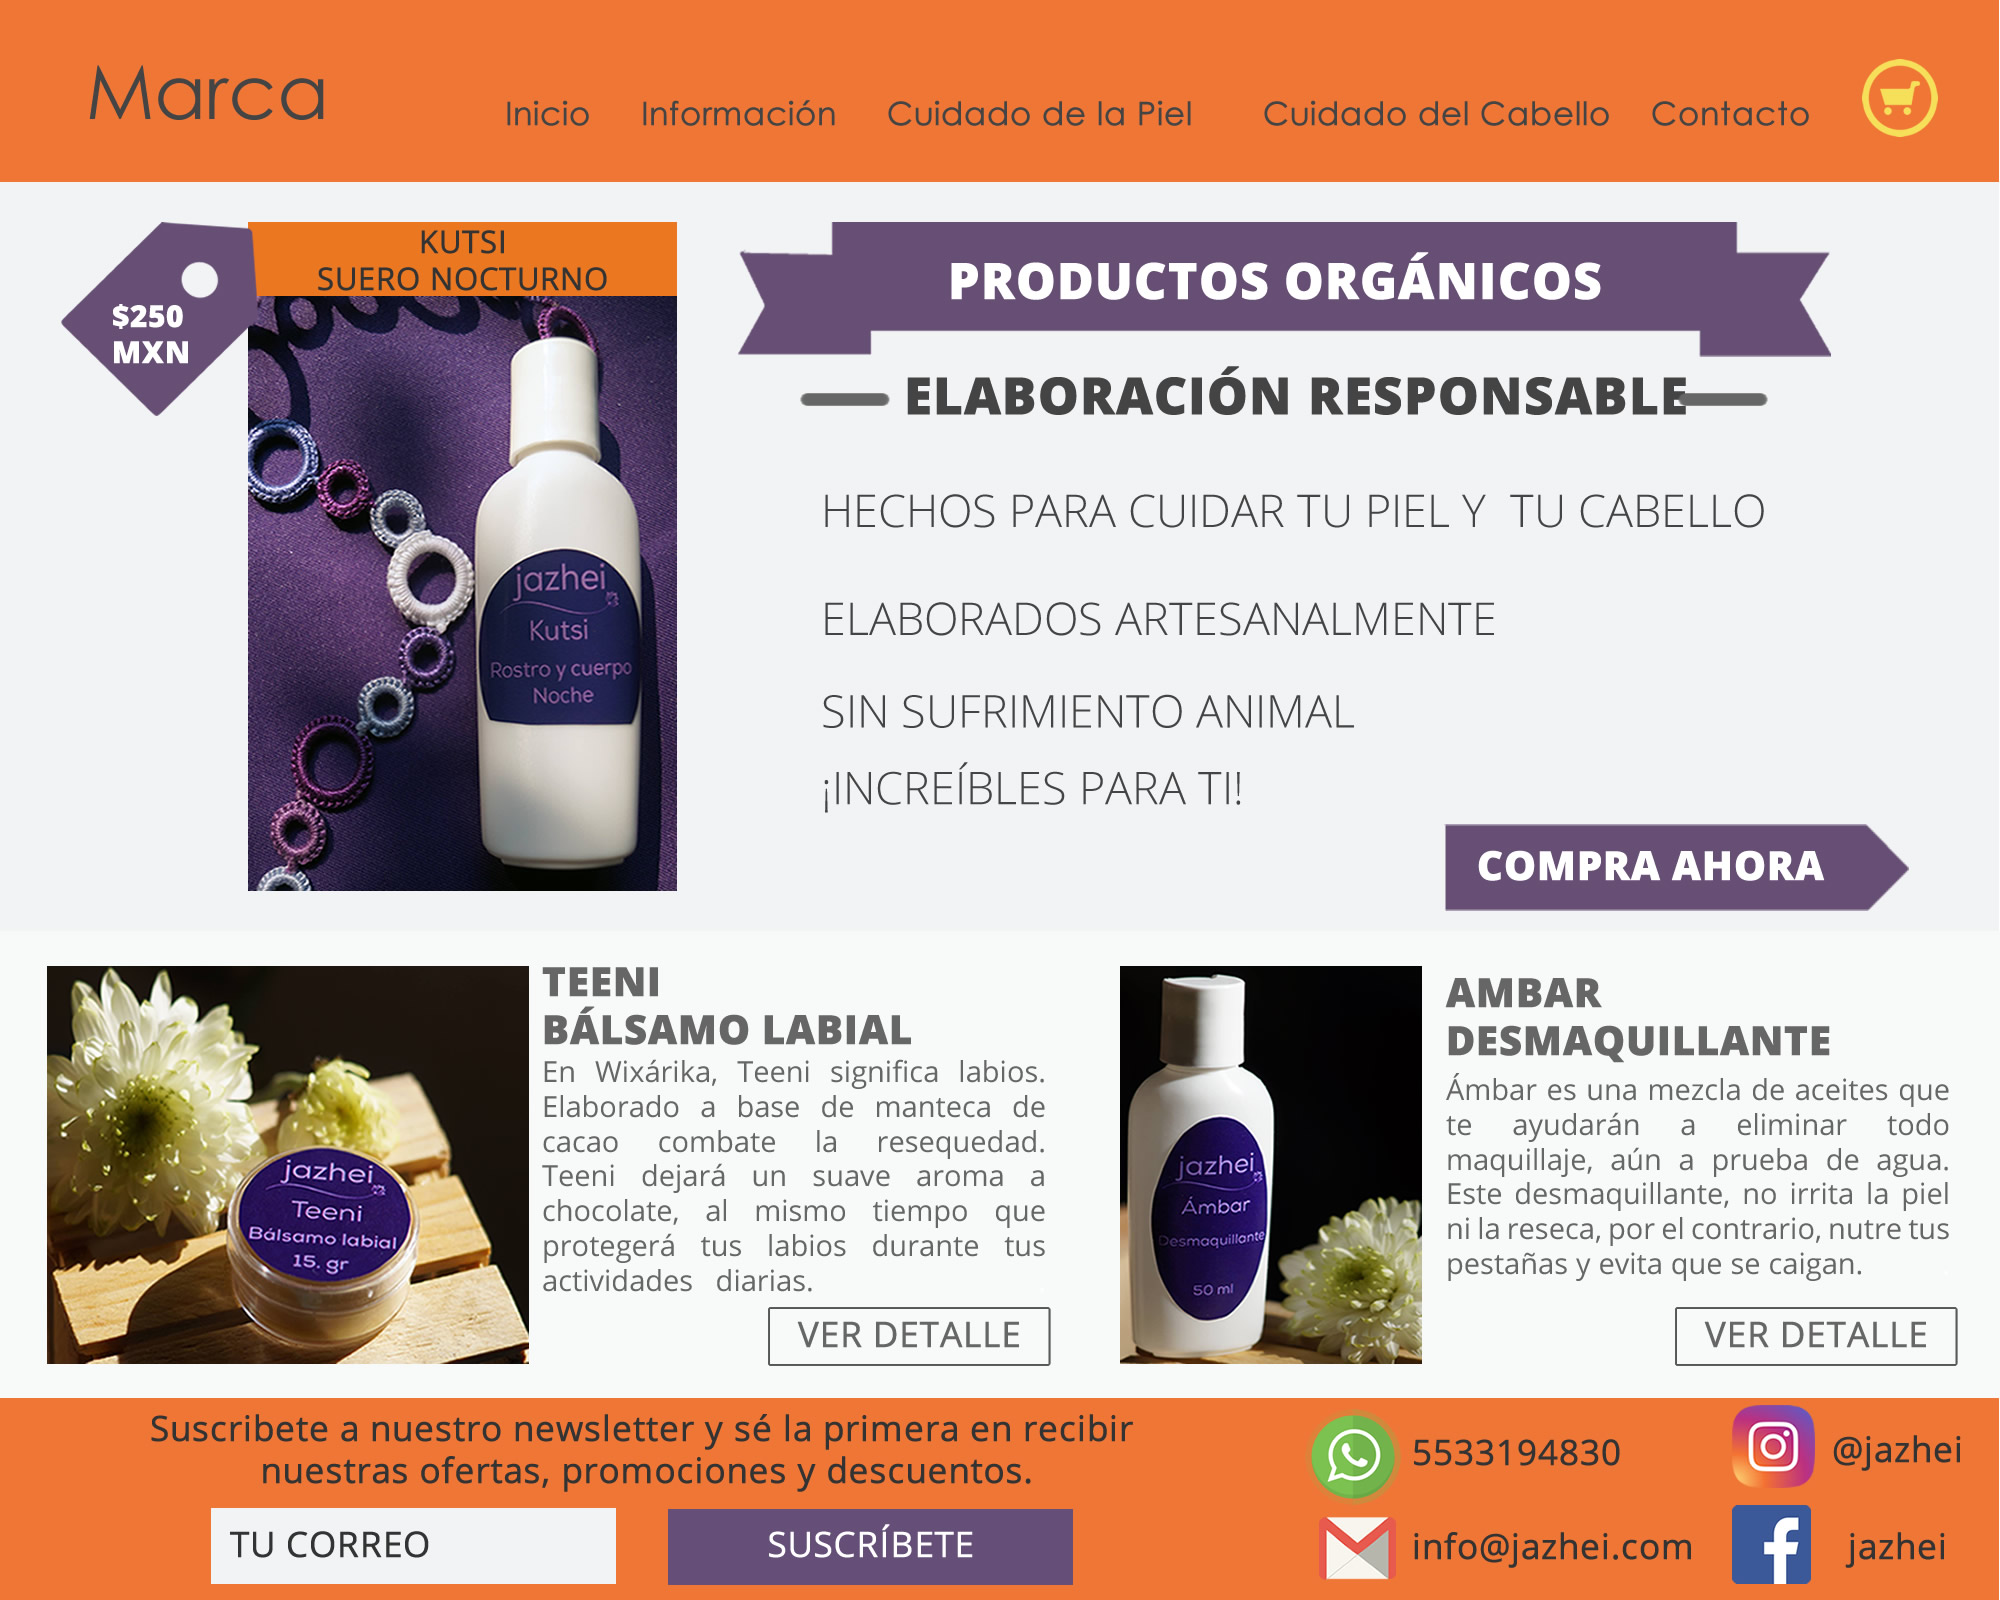 Marca
Inicio
Información
Cuidado de la Piel
Cuidado del Cabello
Contacto
$250
MXN
KUTSI
SUERO NOCTURNO
jazhei
Kutsi
Rostro y cuerpo
Noche
PRODUCTOS ORGÁNICOS
ELABORACIÓN RESPONSABLE
HECHOS PARA CUIDAR TU PIEL Y TU CABELLO
ELABORADOS ARTESANALMENTE
SIN SUFRIMIENTO ANIMAL
¡INCREÍBLES PARA TI!
COMPRA AHORA
jazhei
Teeni
Bálsamo labial
15. gr
TEENI
BÁLSAMO LABIAL
En Wixárika, Teeni significa labios.
Elaborado a base de manteca de
cacao combate la resequedad.
Teeni dejará un suave aroma a
chocolate, al mismo tiempo que
protegerá tus labios durante tus
actividades diarias.
VER DETALLE
jazhei
Ámbar
Desmaquillante
50 ml
AMBAR
DESMAQUILLANTE
Ámbar es una mezcla de aceites que
te ayudarán a eliminar todo
maquillaje, aún a prueba de agua.
Este desmaquillante, no irrita la piel
ni la reseca, por el contrario, nutre tus
pestañas y evita que se caigan.
VER DETALLE
Suscribete a nuestro newsletter y sé la primera en recibir
nuestras ofertas, promociones y descuentos.
TU CORREO
SUSCRÍBETE
5533194830
@jazhei
info@jazhei.com
jazhei